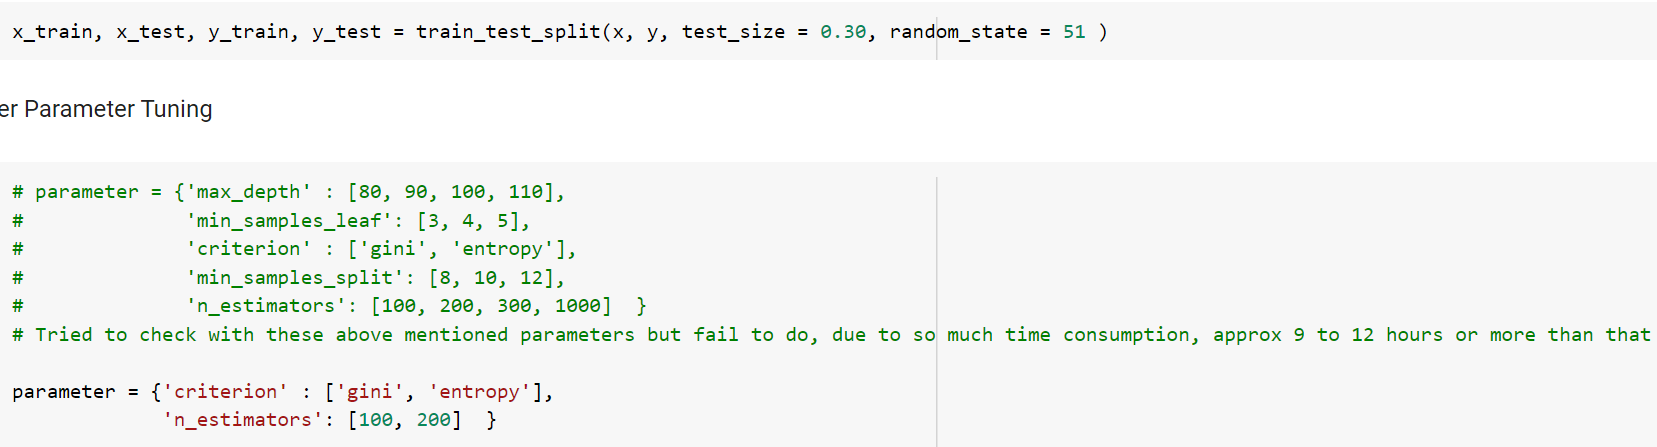 x_train, x_test, y_train, y_test = train_test_split(x, y, test_size = 0.30, random_state = 51 )
er Parameter Tuning
# parameter = {'max_depth' : [80, 90, 100, 110],
#              'min_samples_leaf': [3, 4, 5],
#              'criterion' : ['gini', 'entropy'],
#              'min_samples_split': [8, 10, 12],
#              'n_estimators': [100, 200, 300, 1000]  }
# Tried to check with these above mentioned parameters but fail to do, due to so much time consumption, approx 9 to 12 hours or more than that
parameter = {'criterion' : ['gini', 'entropy'],
             'n_estimators': [100, 200]  }